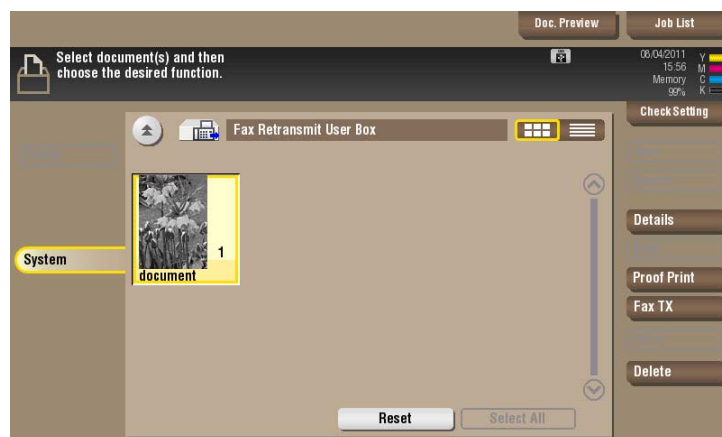 Doc. Preview
Job List
Select document(s) and then
choose the desired function.
08/04/2011
15:56
Memory
99%
Y
M
C
K
Check Setting
Fax Retransmit User Box
1
document
System
Details
Proof Print
Fax TX
Delete
Reset
Select All